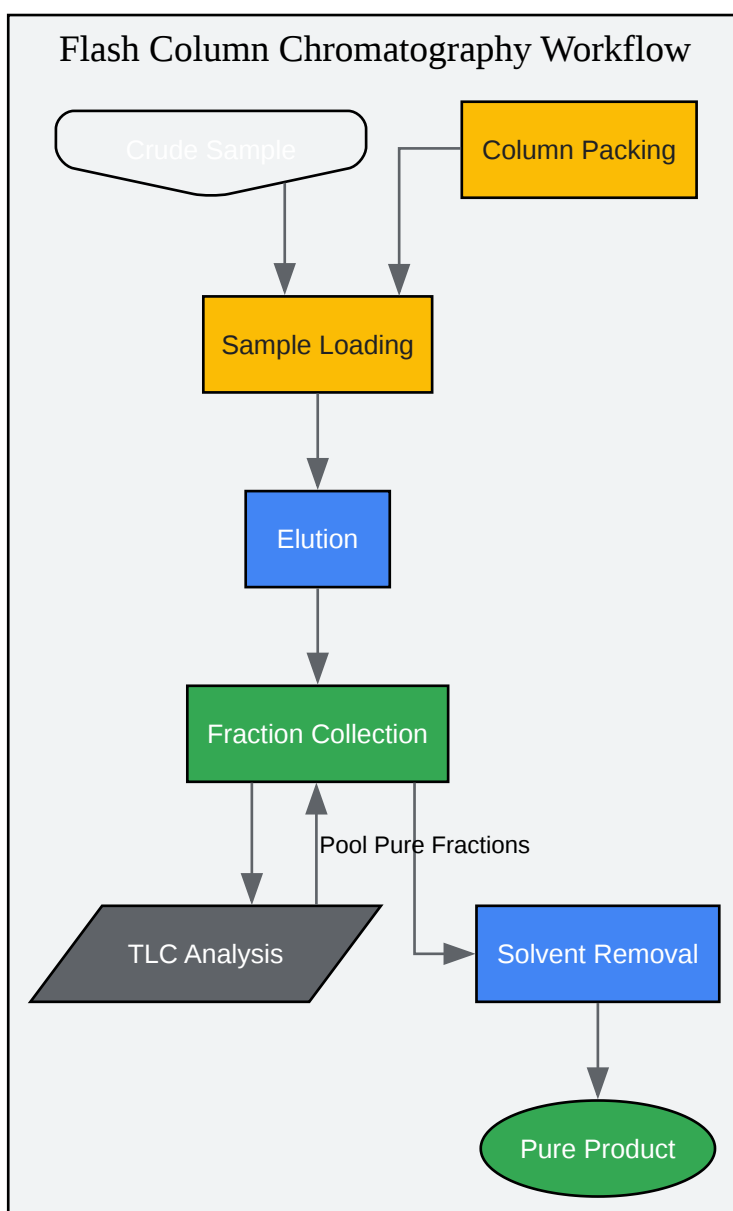 Flash Column Chromatography Workflow
Crude Sample
Column Packing
Sample Loading
Elution
Fraction Collection
Pool Pure Fractions
TLC Analysis
Solvent Removal
Pure Product